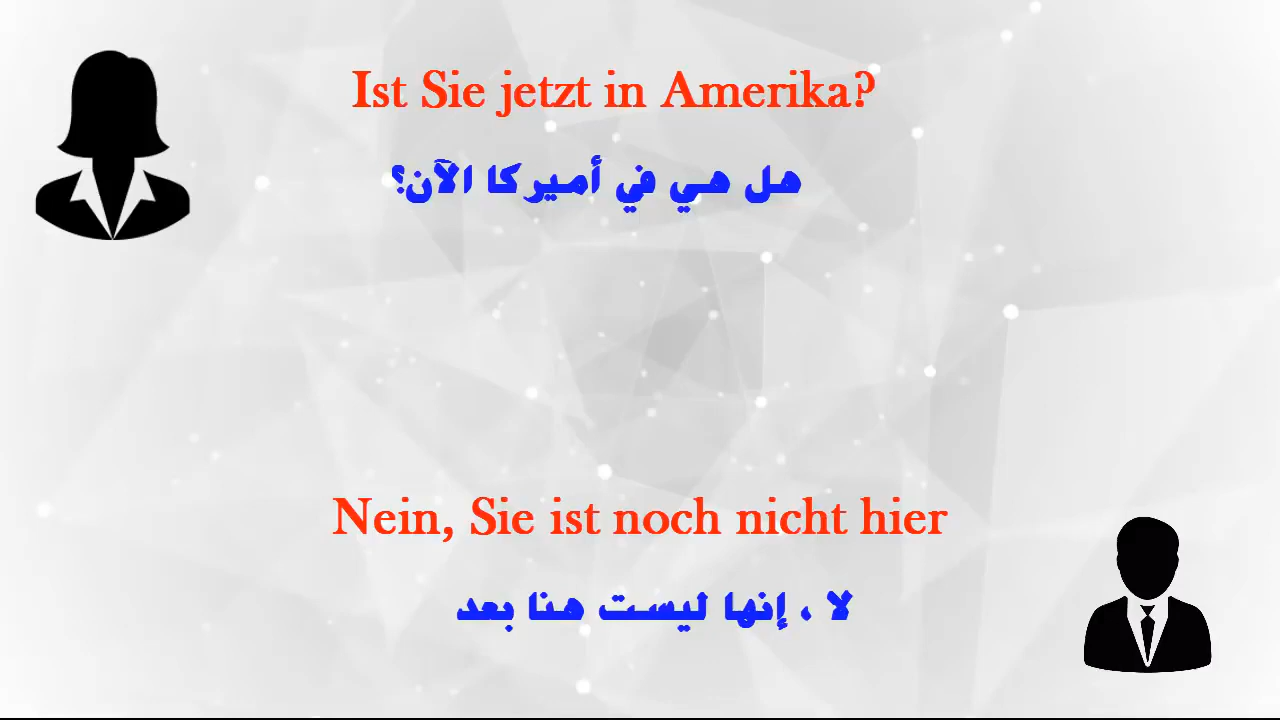 Ist Sie jetzt in Amerika?
هل هي في أميركا الآن؟
Nein, Sie ist noch nicht hier
لا ، إنها ليست هنا بعد